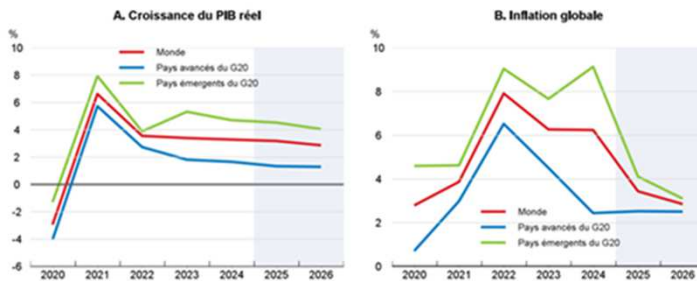 A. Croissance du PIB réel
%
10
8
6
4
2
0
-2
-4
-6
Monde
Pays avancés du G20
Pays émergents du G20
2020 2021 2022 2023 2024 2025 2026
B. Inflation globale
%
10
8
6
4
2
0
Monde
Pays avancés du G20
Pays émergents du G20
2020 2021 2022 2023 2024 2025 2026